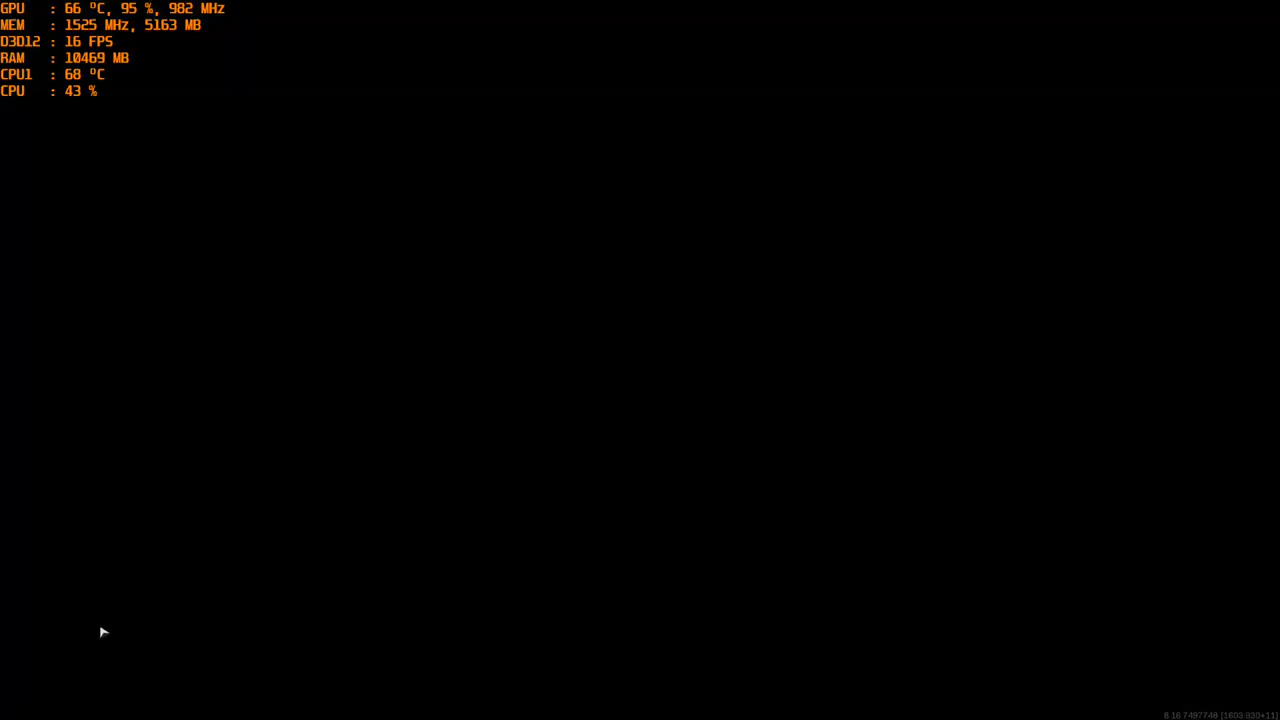 GPU : 66 °C, 95 %, 982 MHz
MEM : 1525 MHz, 5163 MB
D3D12 : 16 FPS
RAM : 10469 MB
CPU1 : 68 °C
CPU : 43 %